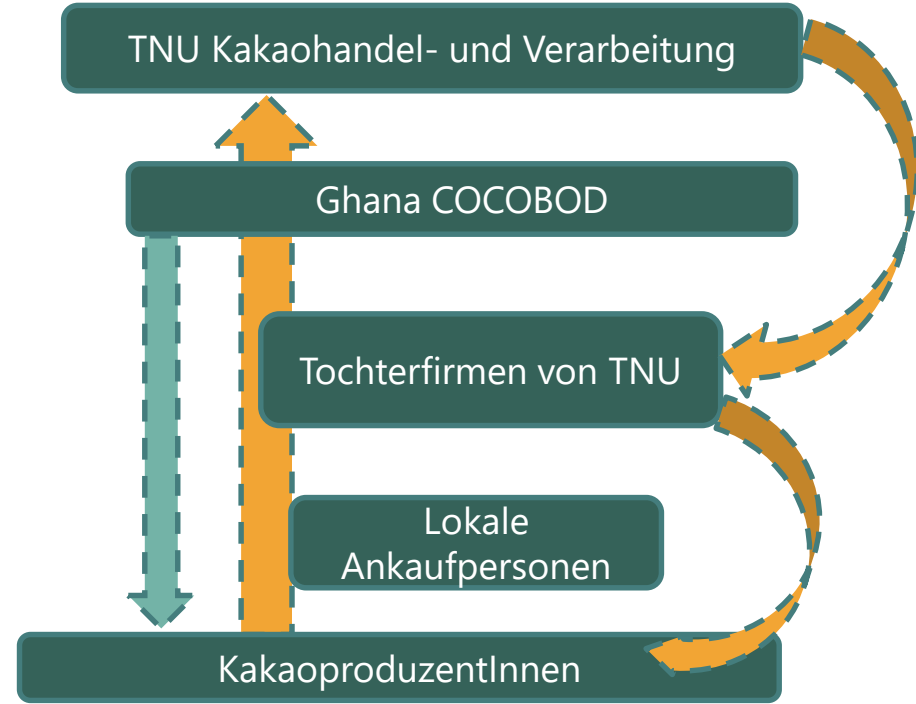 TNU Kakaohandel- und Verarbeitung
Ghana COCOBOD
Tochterfirmen von TNU
Lokale
Ankaufpersonen
KakaoproduzentInnen